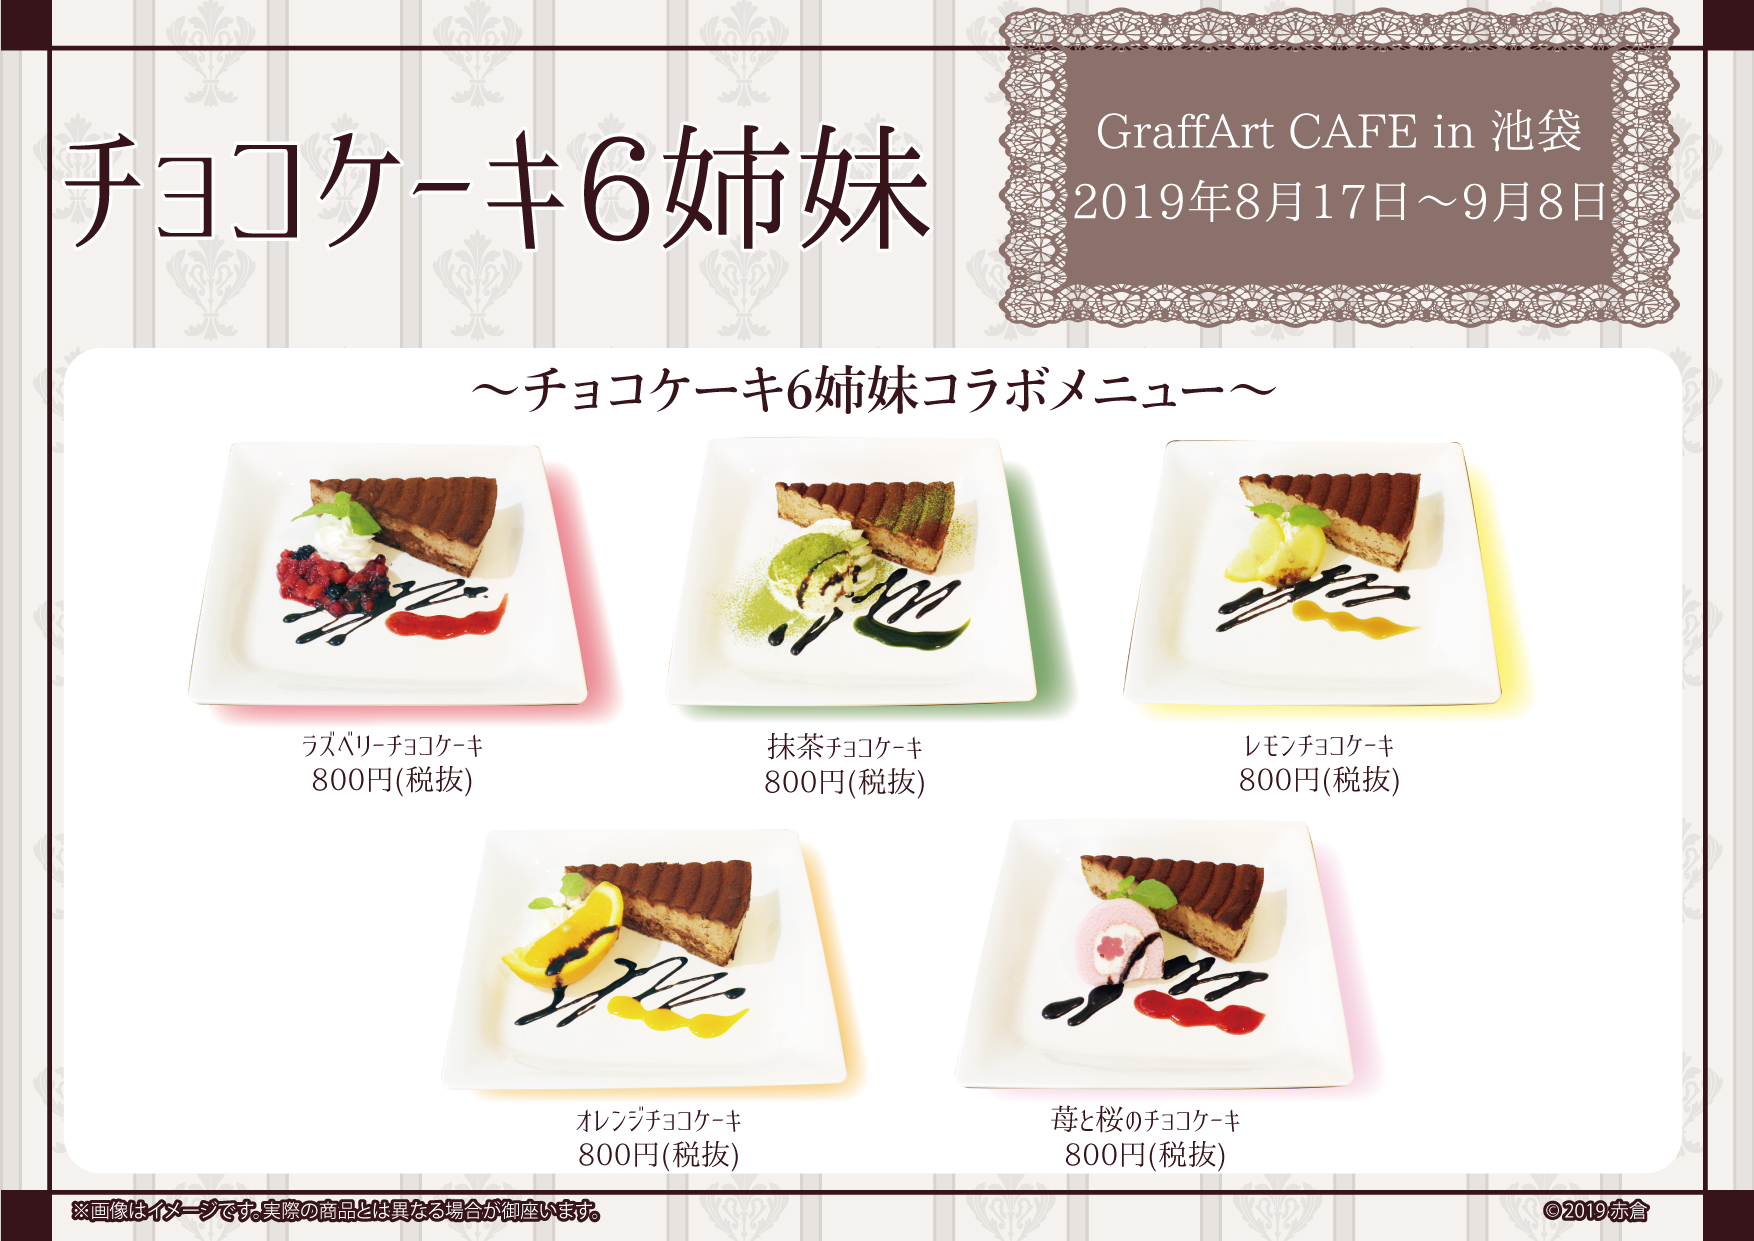 チョコケーキ6姉妹
GraffArt CAFE in 池袋
2019年8月17日～9月8日
～チョコケーキ6姉妹コラボメニュー～
ラズベリーチョコケーキ
800円(税抜)
抹茶チョコケーキ
800円(税抜)
レモンチョコケーキ
800円(税抜)
オレンジチョコケーキ
800円(税抜)
苺と桜のチョコケーキ
800円(税抜)
※画像はイメージです。実際の商品とは異なる場合が御座います。
©2019 赤倉